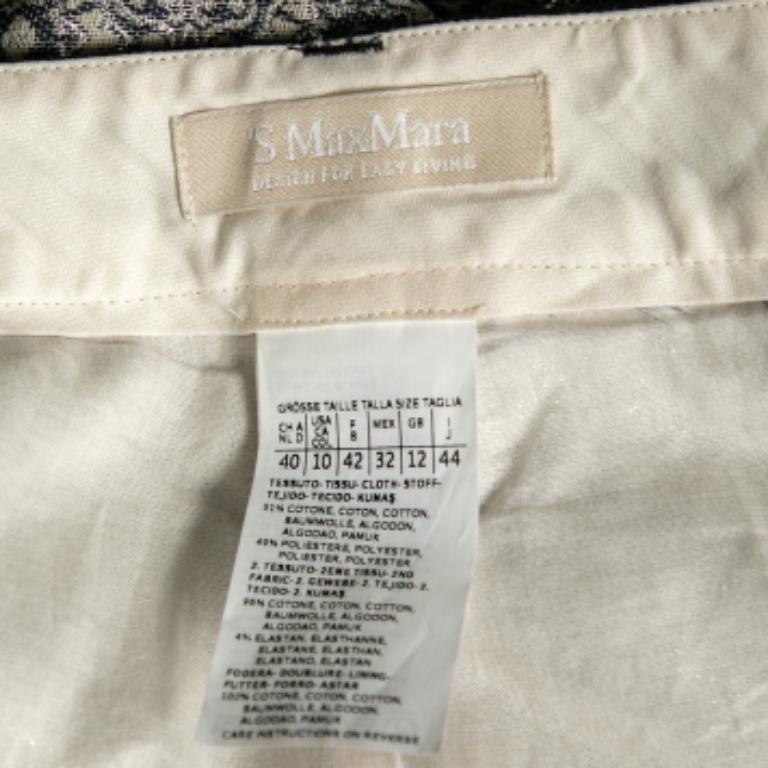 'S MaxMara
DESIGN FOR EASY LIVING
GRÖSSE TAILLE TALLA SIZE TAGLIA
CH A NL D USA CA COL F B MEX GB I J
40 10 42 32 12 44
TESSUTO-TISSU-CLOTH-STOFF-
TEJIDO-TECIDO-KUMAŞ
51% COTONE, COTON, COTTON,
BAUMWOLLE, ALGODON,
ALGODAO, PAMUK
49% POLIESTERE, POLYESTER,
POLIESTER, POLYESTER
2. TESSUTO-2EME TISSU-2ND
FABRIC-2. GEWEBE-2. TEJIDO-2.
TECIDO-2. KUMAŞ
96% COTONE, COTON, COTTON,
BAUMWOLLE, ALGODON,
ALGODAO, PAMUK
4% ELASTAN, ELASTHANNE,
ELASTANE, ELASTHAN,
ELASTANO, ELASTAN
FODERA-DOUBLURE-LINING-
FUTTER-FORRO-ASTAR
100% COTONE, COTON, COTTON,
BAUMWOLLE, ALGODON,
ALGODAO, PAMUK
CARE INSTRUCTIONS ON REVERSE